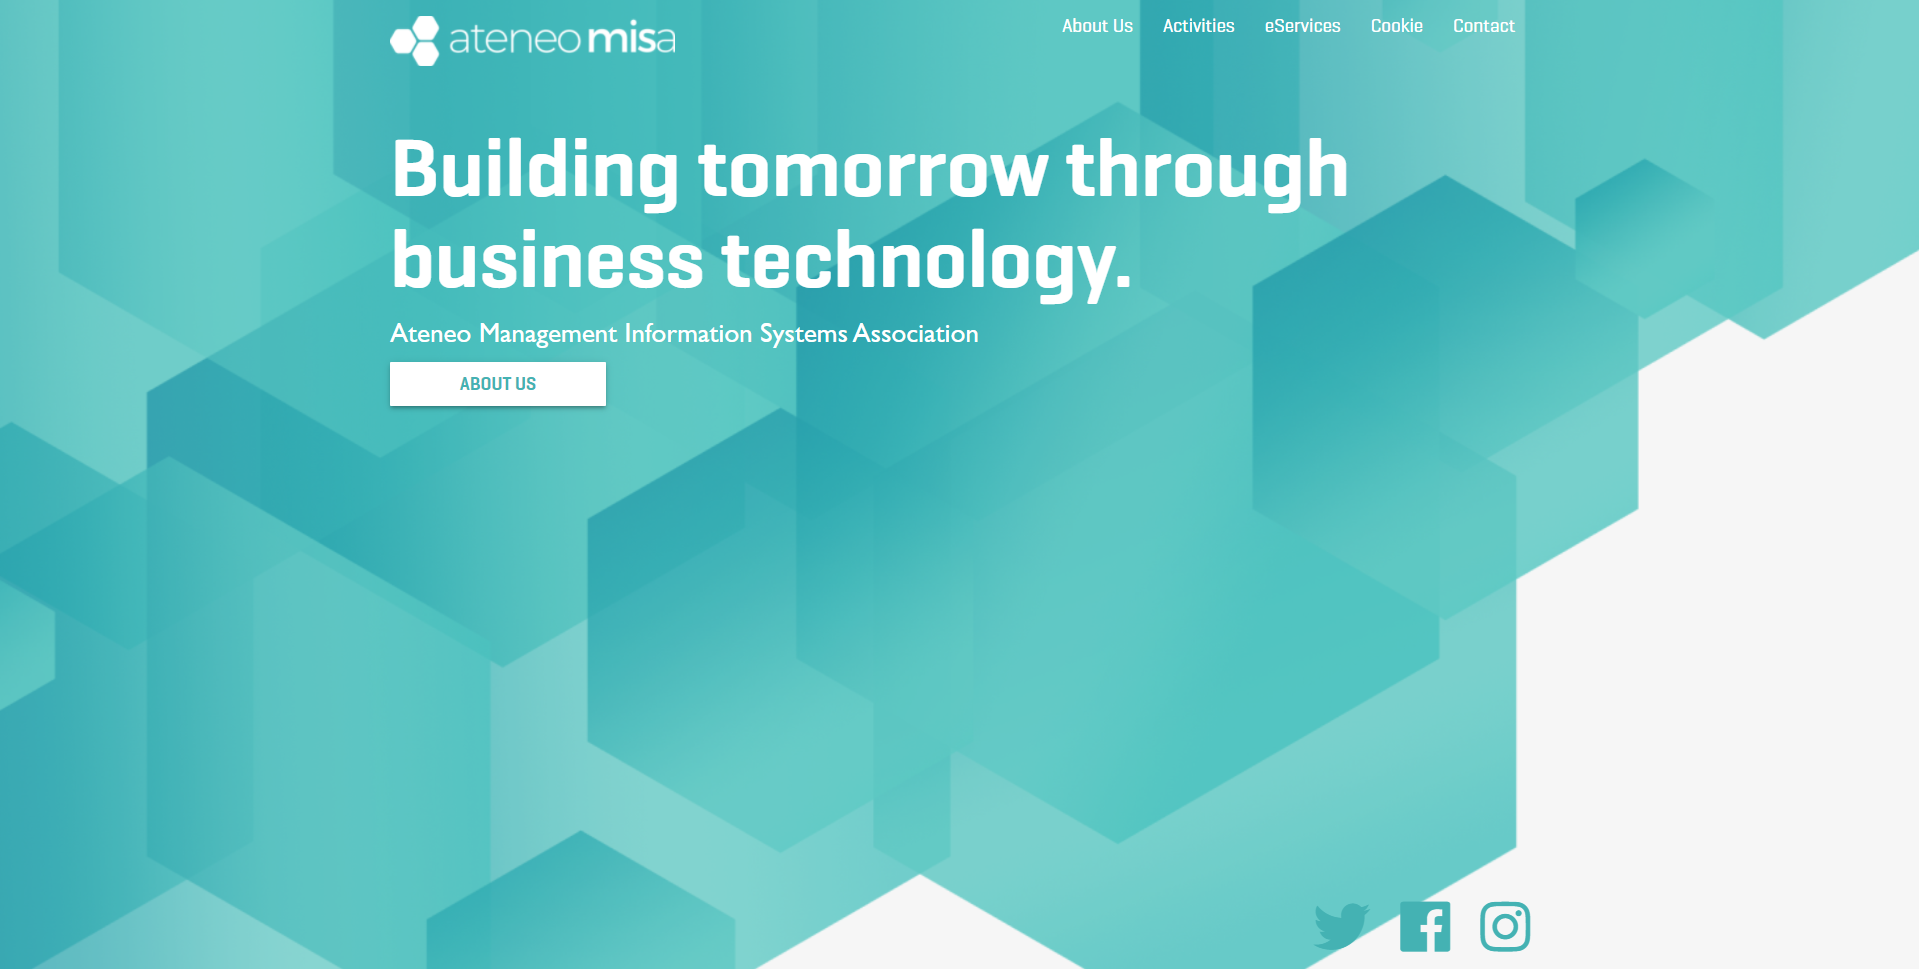 ateneo misa
About Us Activities eServices Cookie Contact
Building tomorrow through
business technology.
Ateneo Management Information Systems Association
ABOUT US